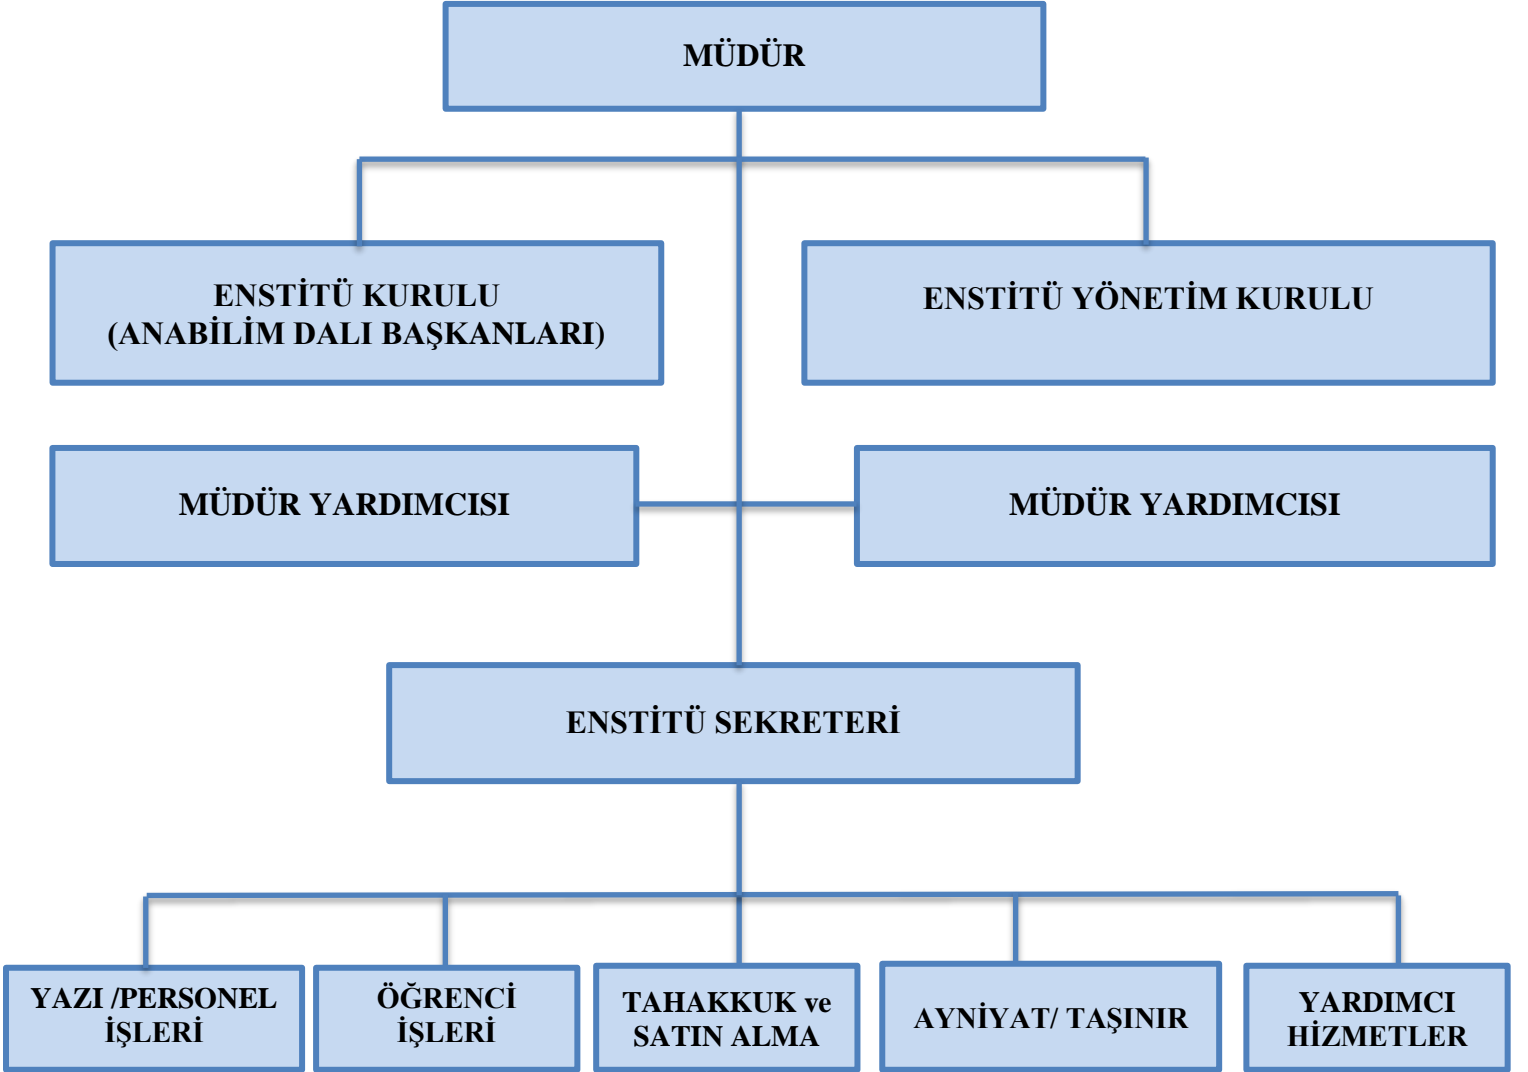 MÜDÜR
ENSTİTÜ KURULU
(ANABİLİM DALI BAŞKANLARI)
ENSTİTÜ YÖNETİM KURULU
MÜDÜR YARDIMCISI
MÜDÜR YARDIMCISI
ENSTİTÜ SEKRETERİ
YAZI /PERSONEL
İŞLERİ
ÖĞRENCİ
İŞLERİ
TAHAKKUK ve
SATIN ALMA
AYNİYAT/ TAŞINIR
YARDIMCI
HİZMETLER